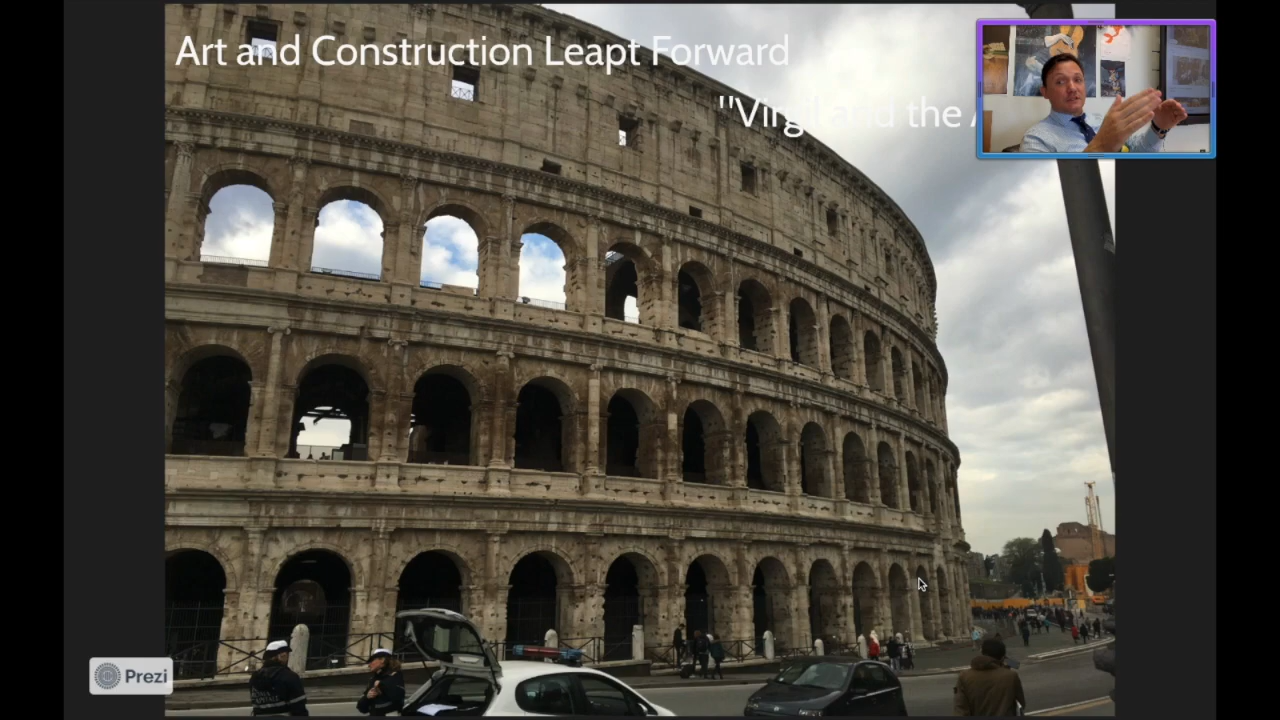 Art and Construction Leapt Forward
"Virgil and the
Prezi